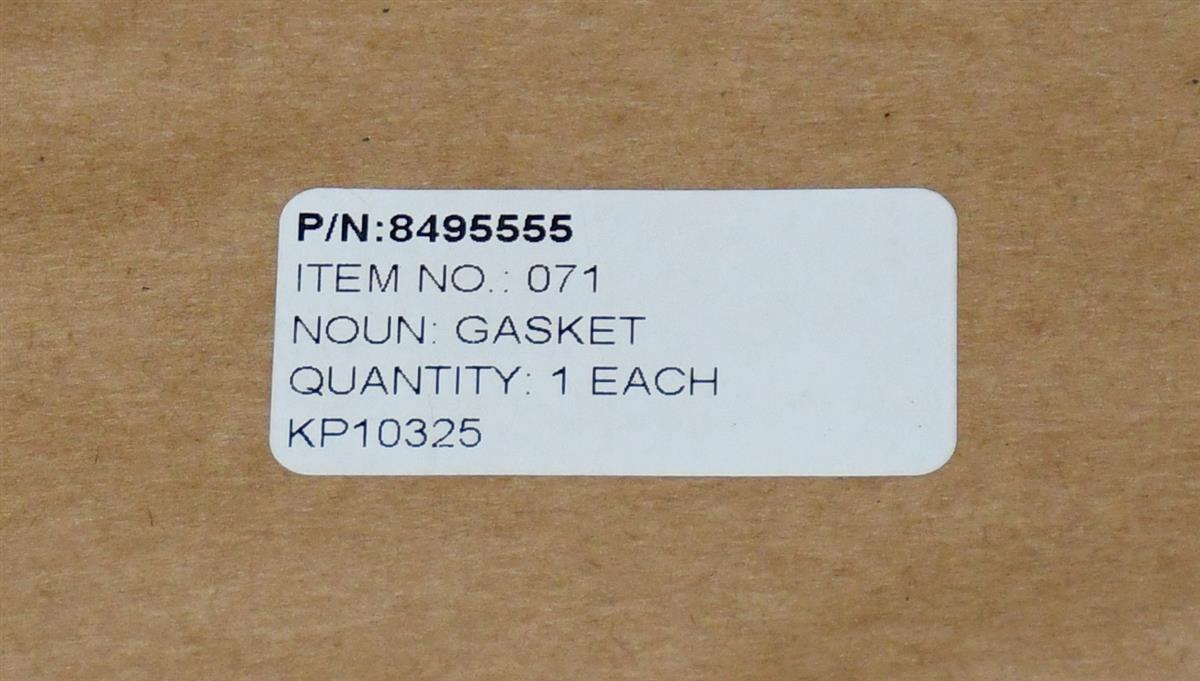 P/N:8495555
ITEM NO.: 071
NOUN: GASKET
QUANTITY: 1 EACH
KP10325